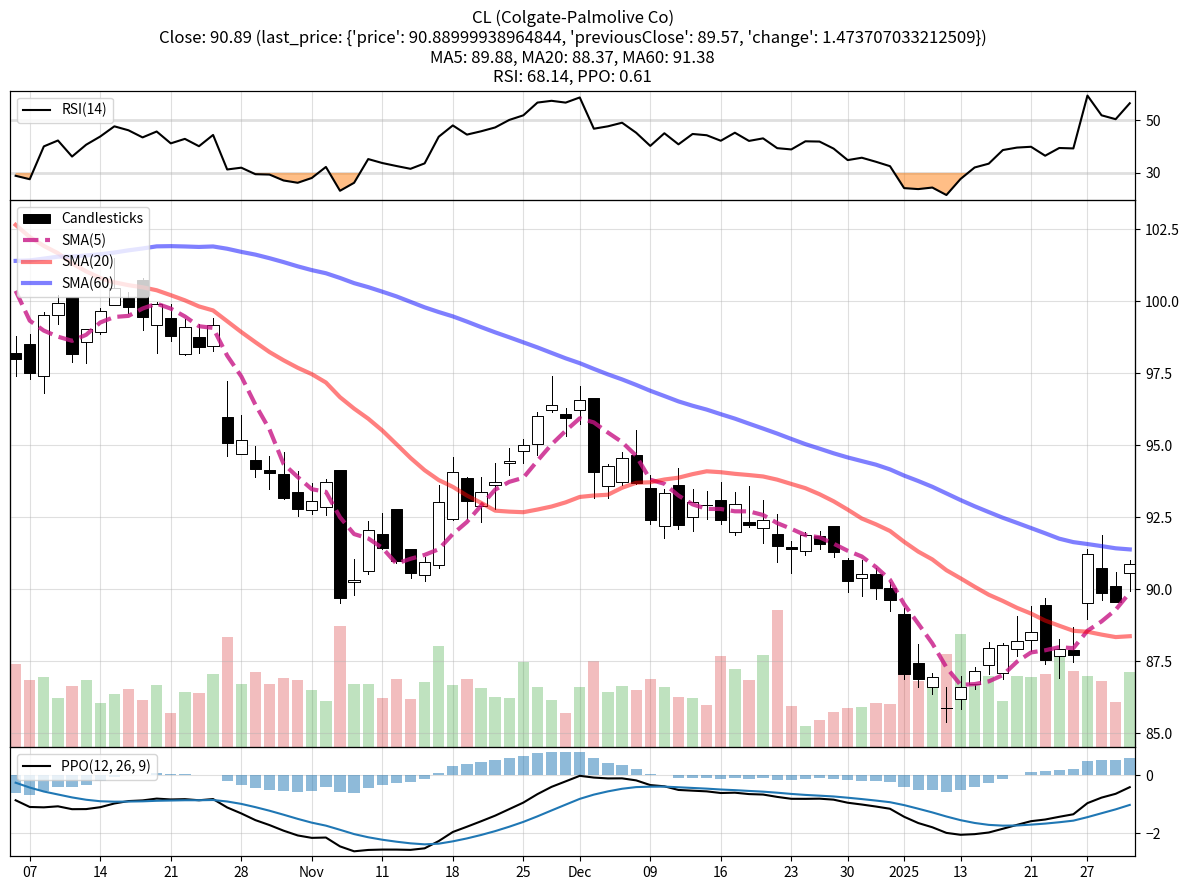 CL (Colgate-Palmolive Co)
Close: 90.89 (last_price: {'price': 90.88999938964844, 'previousClose': 89.57, 'change': 1.473707033212509})
MA5: 89.88, MA20: 88.37, MA60: 91.38
RSI: 68.14, PPO: 0.61
RSI(14)
50
30
Candlesticks
SMA(5)
SMA(20)
SMA(60)
102.5
100.0
97.5
95.0
92.5
90.0
87.5
85.0
PPO(12, 26, 9)
0
−2
07 14 21 28 Nov 11 18 25 Dec 09 16 23 30 2025 13 21 27